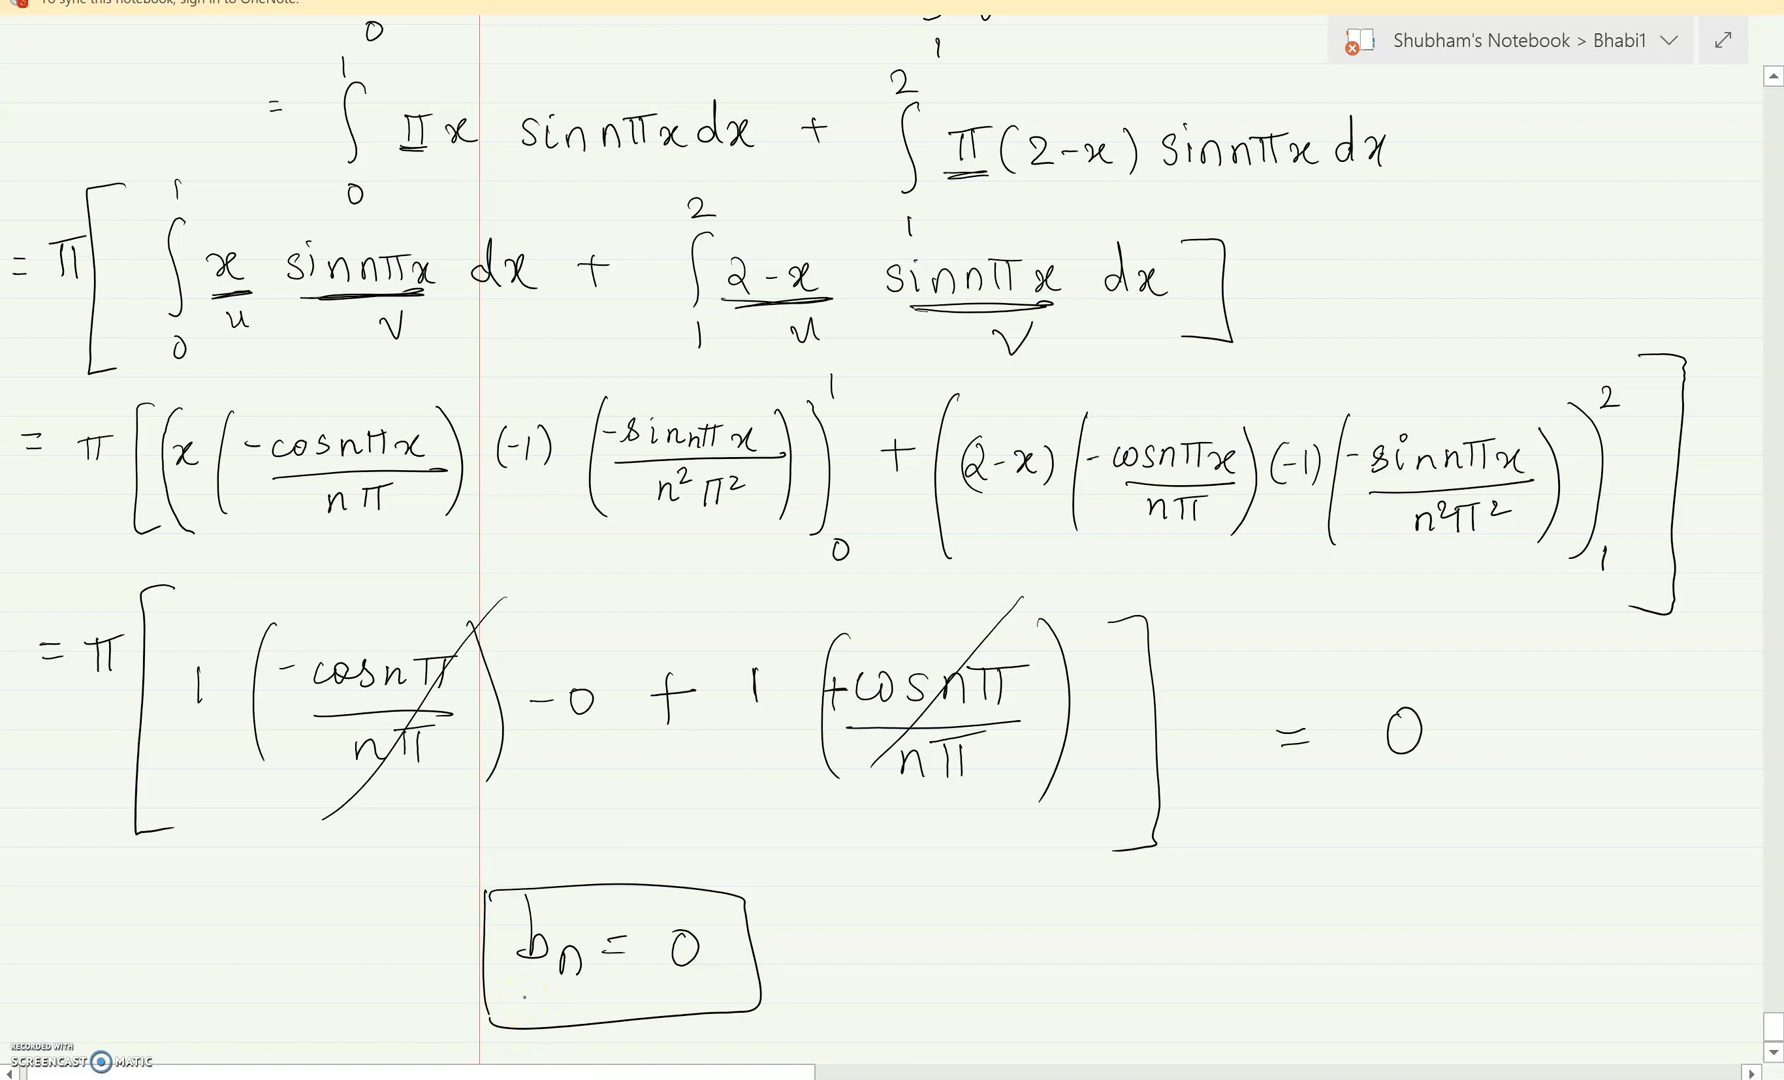 To sync this notebook, sign in to OneNote.
Shubham's Notebook > Bhabi1
= ∫₀¹ πx sin nπx dx + ∫₁² π(2-x) sin nπx dx
= π[ ∫₀¹ x sin nπx dx + ∫₁² 2-x sin nπx dx ]
u v u v
= π[ (x(-cos nπx / nπ) (-1) (-sin nπx / n²π²))₀¹ + ((2-x)(-cos nπx / nπ)(-1)(-sin nπx / n²π²))₁² ]
= π[ 1 (-cos nπ / nπ) -0 + 1 (+cos nπ / nπ) ] = 0
bn = 0
RECORDED WITH
SCREENCAST MATIC